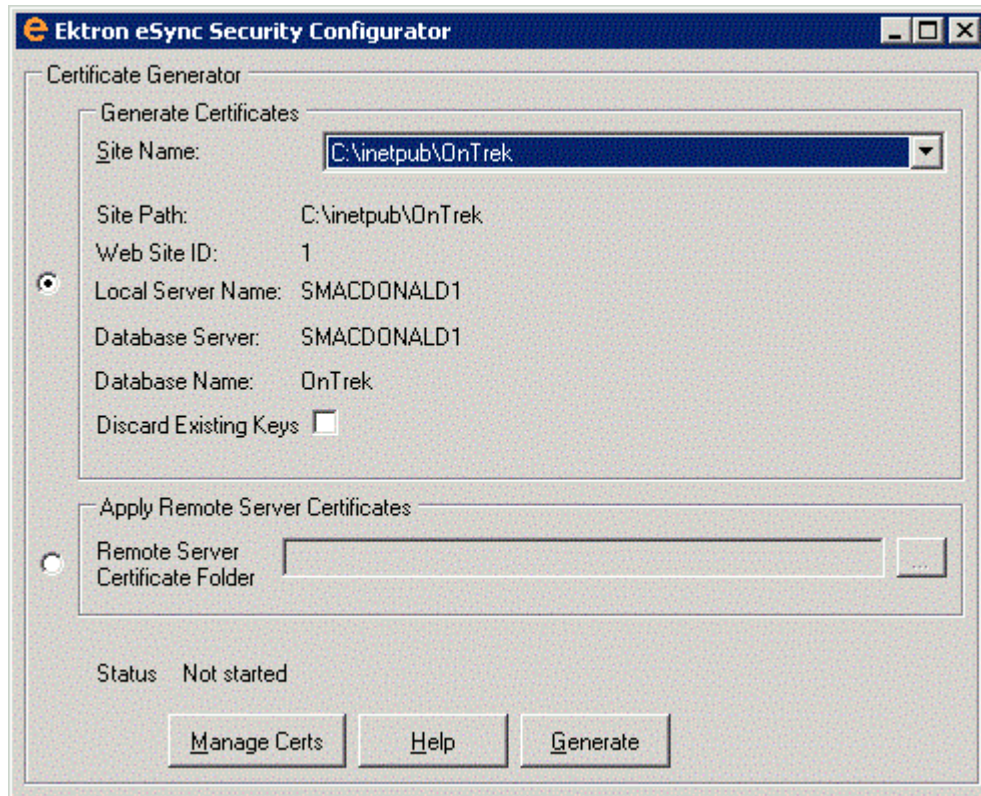 Ektron eSync Security Configurator
Certificate Generator
Generate Certificates
Site Name: C:\inetpub\OnTrek
Site Path: C:\inetpub\OnTrek
Web Site ID: 1
Local Server Name: SMACDONALD1
Database Server: SMACDONALD1
Database Name: OnTrek
Discard Existing Keys
Apply Remote Server Certificates
Remote Server
Certificate Folder
...
Status Not started
Manage Certs Help Generate